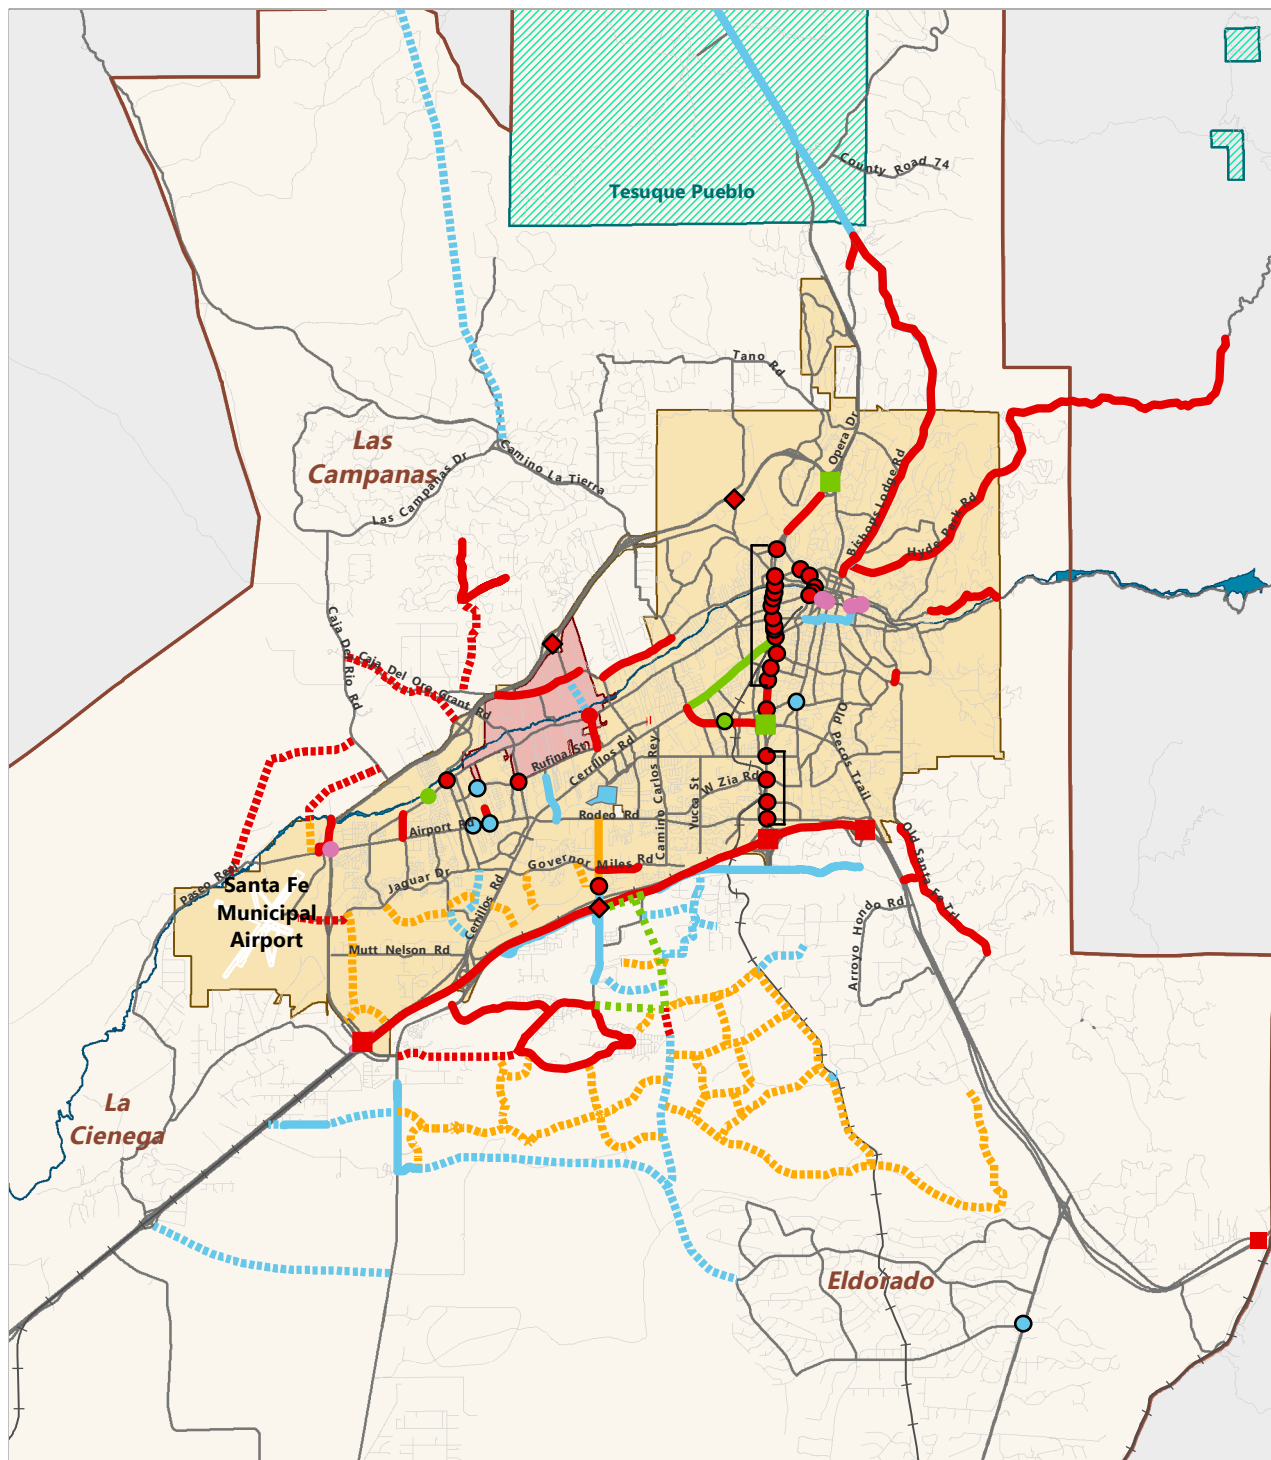 County Road 74
Tesuque Pueblo
Tano Rd
Opera Dr
Las
Campanas
Camino La Tierra
Las Campanas Dr
Bishops Lodge Rd
Hyde Park Rd
Caja Del Rio Rd
Caja Del Oro Grant Rd
Rufina St
Cerrillos Rd
Camino Carlos Rey
Yucca St
W Zia Rd
PIO
Pecos Trail
Rodeo Rd
Airport Rd
Governor Miles Rd
Jaguar Dr
Old Santa Fe Trl
Paseo Real
Santa Fe
Municipal
Airport
Cerrillos Rd
Mutt Nelson Rd
Arroyo Hondo Rd
La
Cienega
Eldorado